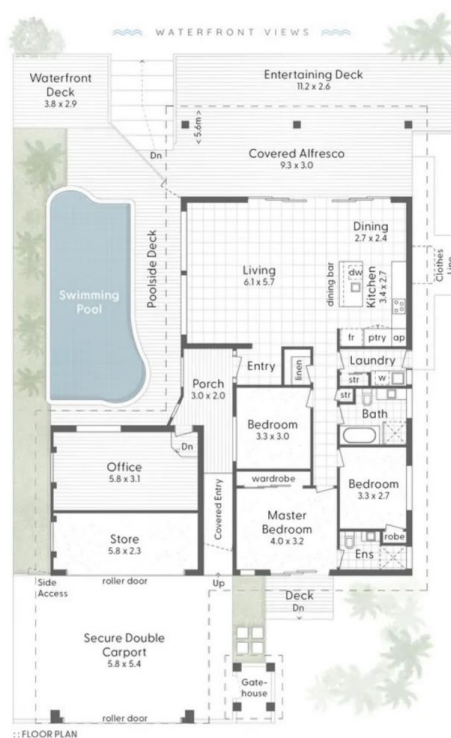 WATERFRONT VIEWS
Waterfront
Deck
3.8 x 2.9
Entertaining Deck
11.2 x 2.6
< 5.6m >
Dn
Covered Alfresco
9.3 x 3.0
Poolside Deck
Swimming
Pool
Living
6.1 x 5.7
Dining
2.7 x 2.4
dining bar
dw
Kitchen
3.4 x 2.7
Clothes
Line
fr
ptry
ap
Porch
3.0 x 2.0
Entry
linen
Laundry
str
w
str
Bath
Bedroom
3.3 x 3.0
Dn
Office
5.8 x 3.1
Covered Entry
wardrobe
Bedroom
3.3 x 2.7
Master
Bedroom
4.0 x 3.2
robe
Ens
Store
5.8 x 2.3
Side
Access
roller door
Up
Deck
Dn
Secure Double
Carport
5.8 x 5.4
Gate-
house
roller door
:: FLOOR PLAN